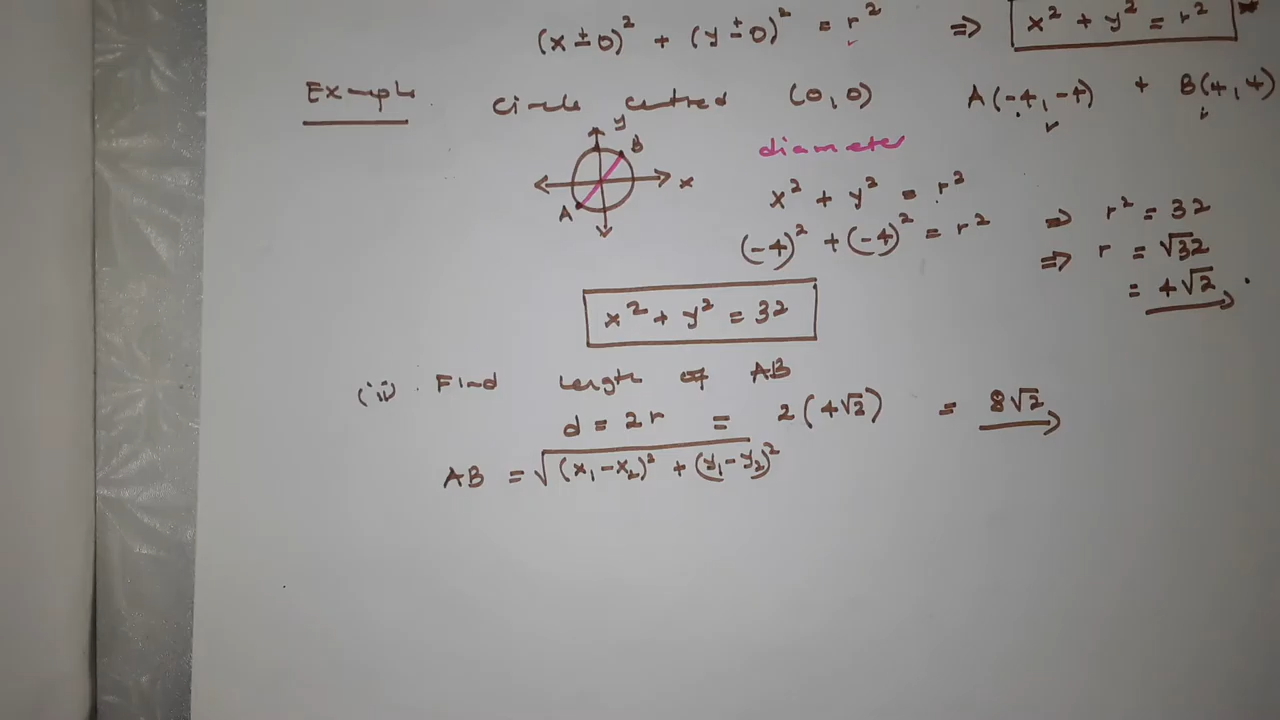 (x ± 0)² + (y ± 0)² = r² ⇒ x² + y² = r² *
Example Circle centred (0,0) A(-4,-4) + B(4,4)
y
B
x
A
diameter
x² + y² = r²
(-4)² + (-4)² = r² ⇒ r² = 32
⇒ r = √32
= 4√2
x² + y² = 32
(ii) Find length of AB
d = 2r = 2(4√2) = 8√2
AB = √(x₁-x₂)² + (y₁-y₂)²